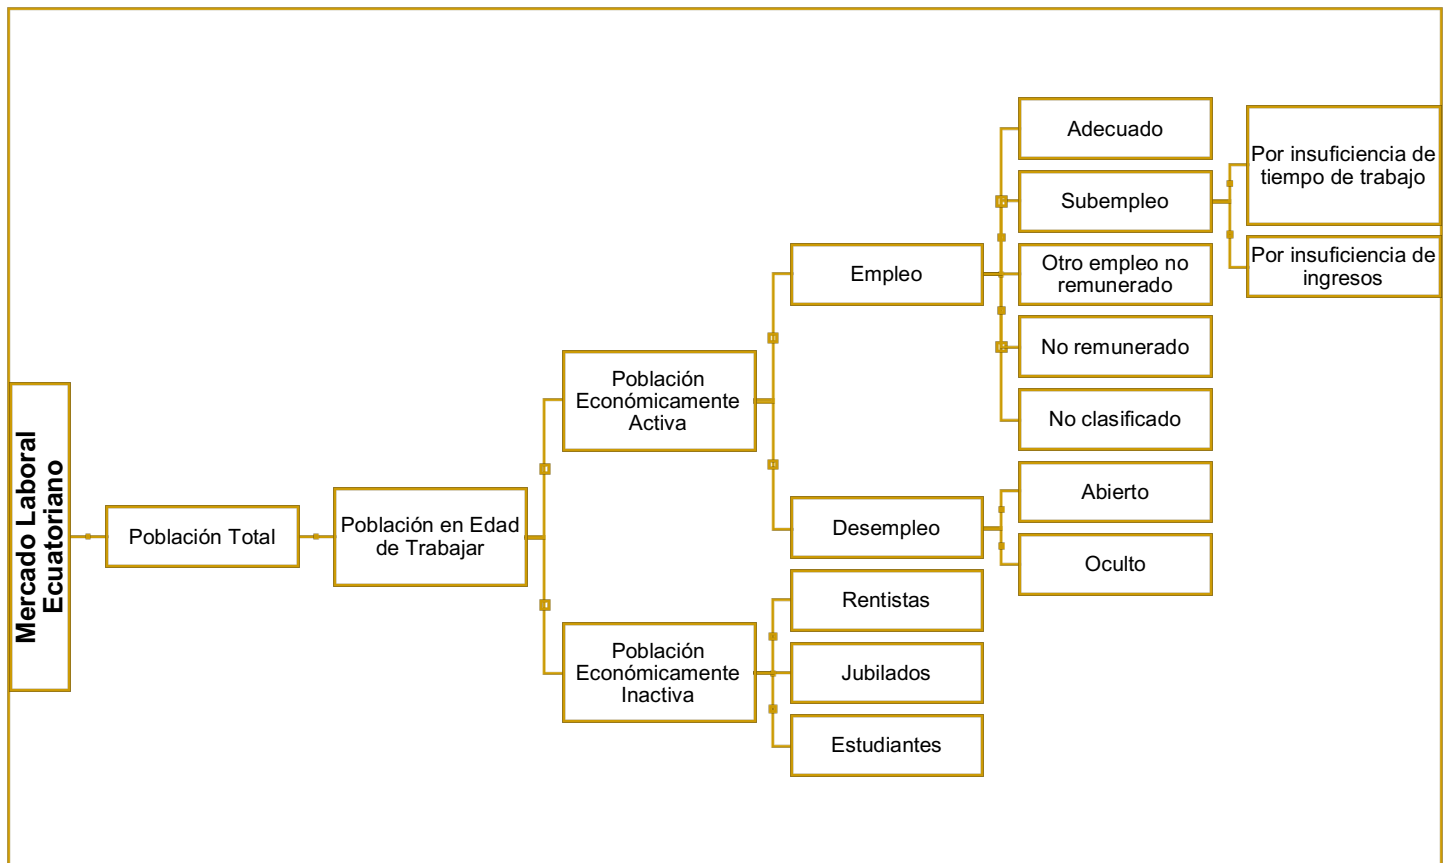 Mercado Laboral
Ecuatoriano
Población Total
Población en Edad
de Trabajar
Población
Económicamente
Activa
Empleo
Adecuado
Subempleo
Por insuficiencia de
tiempo de trabajo
Por insuficiencia de
ingresos
Otro empleo no
remunerado
No remunerado
No clasificado
Desempleo
Abierto
Oculto
Población
Económicamente
Inactiva
Rentistas
Jubilados
Estudiantes